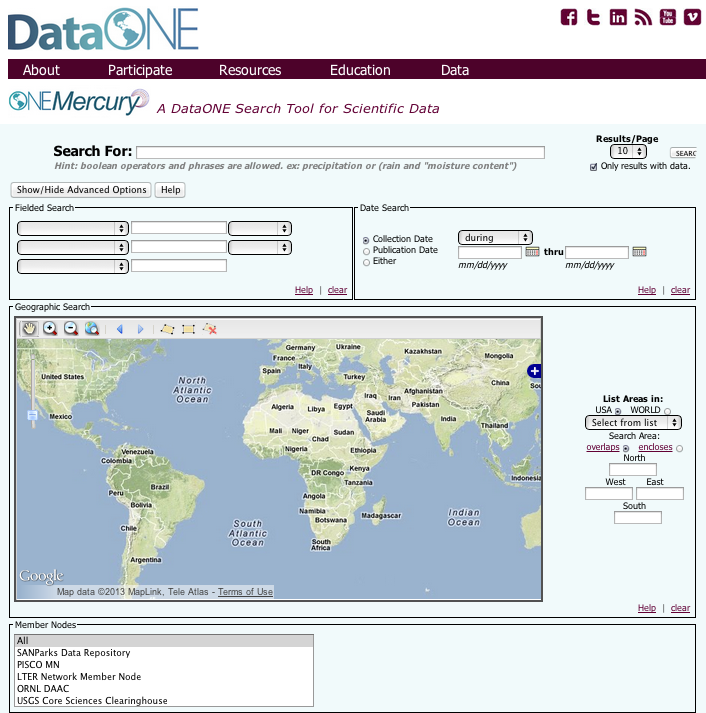 DataONE
About Participate Resources Education Data
ONEMercury A DataONE Search Tool for Scientific Data
Results/Page
Search For: 10 SEARC
Hint: boolean operators and phrases are allowed. ex: precipitation or (rain and "moisture content") Only results with data.
Show/Hide Advanced Options Help
Fielded Search
Help | clear
Date Search
Collection Date during
Publication Date thru
Either mm/dd/yyyy mm/dd/yyyy
Help | clear
Geographic Search
United States
Mexico
North
Atlantic
Ocean
Venezuela
Colombia
Peru
Brazil
Bolivia
Chile
Argentina
South
Atlantic
Ocean
Germany
Ukraine
Kazakhstan
Mongolia
France
Italy
Spain
Turkey
China
Sou
Iraq
Iran
Afghanistan
Pakistan
Algeria
Libya
Egypt
Saudi
Arabia
India
Thailand
Mali
Niger
Chad
Sudan
Nigeria
Ethiopia
DR Congo
Kenya
Tanzania
Indonesia
Angola
Namibia
Botswana
Madagascar
South
Africa
Indian
Ocean
Google
Map data ©2013 MapLink, Tele Atlas - Terms of Use
List Areas in:
USA WORLD
Select from list
Search Area:
overlaps encloses
North
West East
South
Help | clear
Member Nodes
All
SANParks Data Repository
PISCO MN
LTER Network Member Node
ORNL DAAC
USGS Core Sciences Clearinghouse